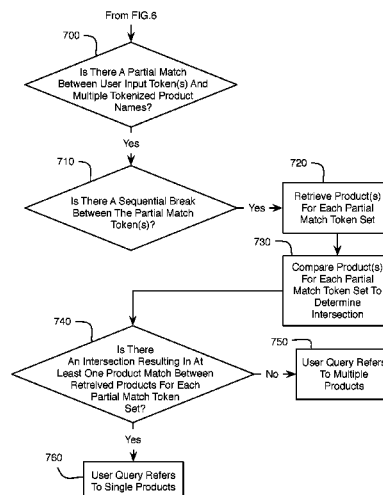 From FIG.6
700
Is There A Partial Match
Between User Input Token(s) And
Multiple Tokenized Product
Names?
Yes
710
Is There A Sequential Break
Between The Partial Match
Token(s)?
Yes
720
Retrieve Product(s)
For Each Partial
Match Token Set
730
Compare Product(s)
For Each Partial
Match Token Set To
Determine
Intersection
740
Is There
An Intersection Resulting In At
Least One Product Match Between
Retreived Products For Each
Partial Match Token
Set?
No
750
User Query Refers
To Multiple
Products
Yes
760
User Query Refers
To Single Products